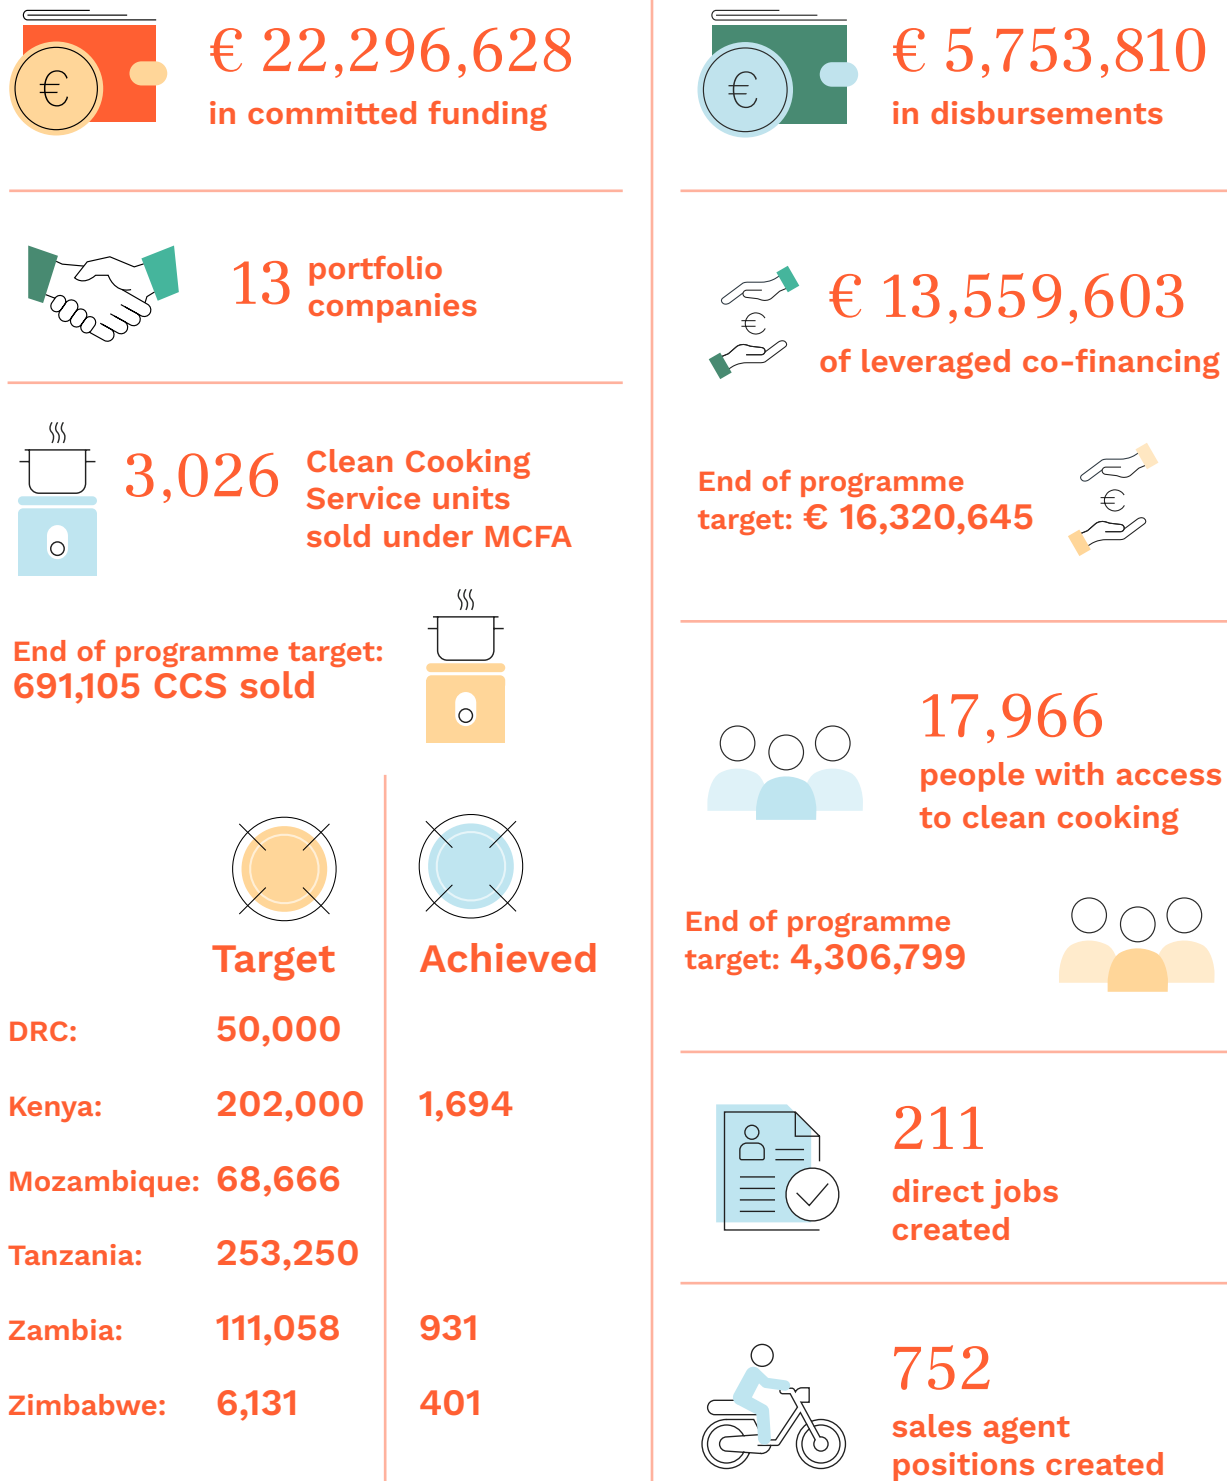 € 22,296,628
in committed funding
13 portfolio
companies
3,026 Clean Cooking
Service units
sold under MCFA
End of programme target:
691,105 CCS sold
Target Achieved
DRC: 50,000
Kenya: 202,000 1,694
Mozambique: 68,666
Tanzania: 253,250
Zambia: 111,058 931
Zimbabwe: 6,131 401
€ 5,753,810
in disbursements
€ 13,559,603
of leveraged co-financing
End of programme
target: € 16,320,645
17,966
people with access
to clean cooking
End of programme
target: 4,306,799
211
direct jobs
created
752
sales agent
positions created